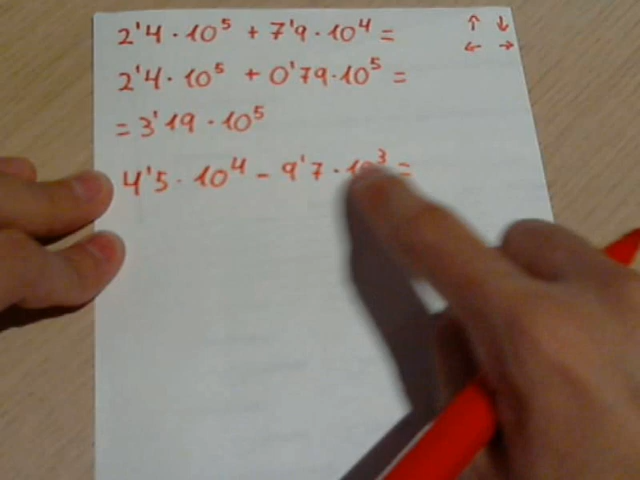 2'4 · 10⁵ + 7'9 · 10⁴ =
2'4 · 10⁵ + 0'79 · 10⁵ =
= 3'19 · 10⁵
4'5 · 10⁴ - 9'7 · 10³ =
↑ ↓
← →